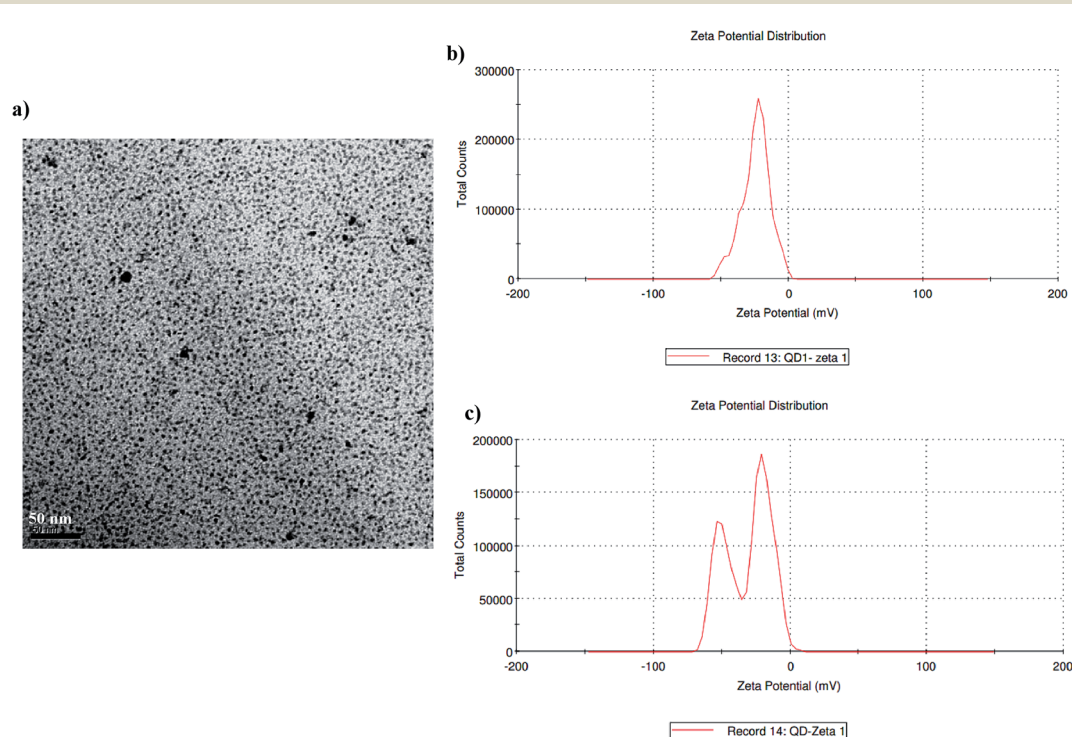 a)
50 nm
50 nm
b)
Zeta Potential Distribution
Total Counts
300000
200000
100000
0
-200
-100
0
100
200
Zeta Potential (mV)
Record 13: QD1- zeta 1
c)
Zeta Potential Distribution
Total Counts
200000
150000
100000
50000
0
-200
-100
0
100
200
Zeta Potential (mV)
Record 14: QD-Zeta 1